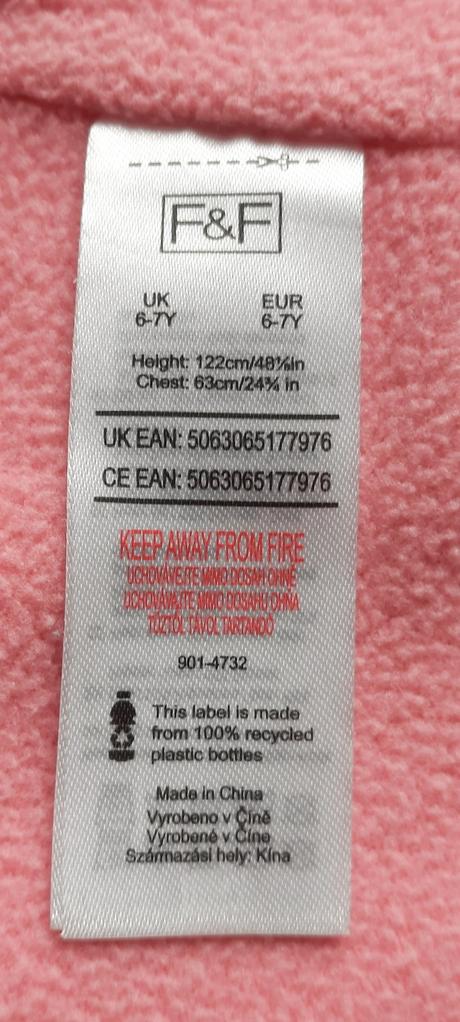 F&F
UK EUR
6-7Y 6-7Y
Height: 122cm/48⅛in
Chest: 63cm/24¾ in
UK EAN: 5063065177976
CE EAN: 5063065177976
KEEP AWAY FROM FIRE
UCHOVÁVEJTE MIMO DOSAH OHNĚ
UCHOVÁVAJTE MIMO DOSAHU OHŇA
TŰZTŐL TÁVOL TARTANDÓ
901-4732
This label is made
from 100% recycled
plastic bottles
Made in China
Vyrobeno v Číně
Vyrobené v Číne
Származási hely: Kína